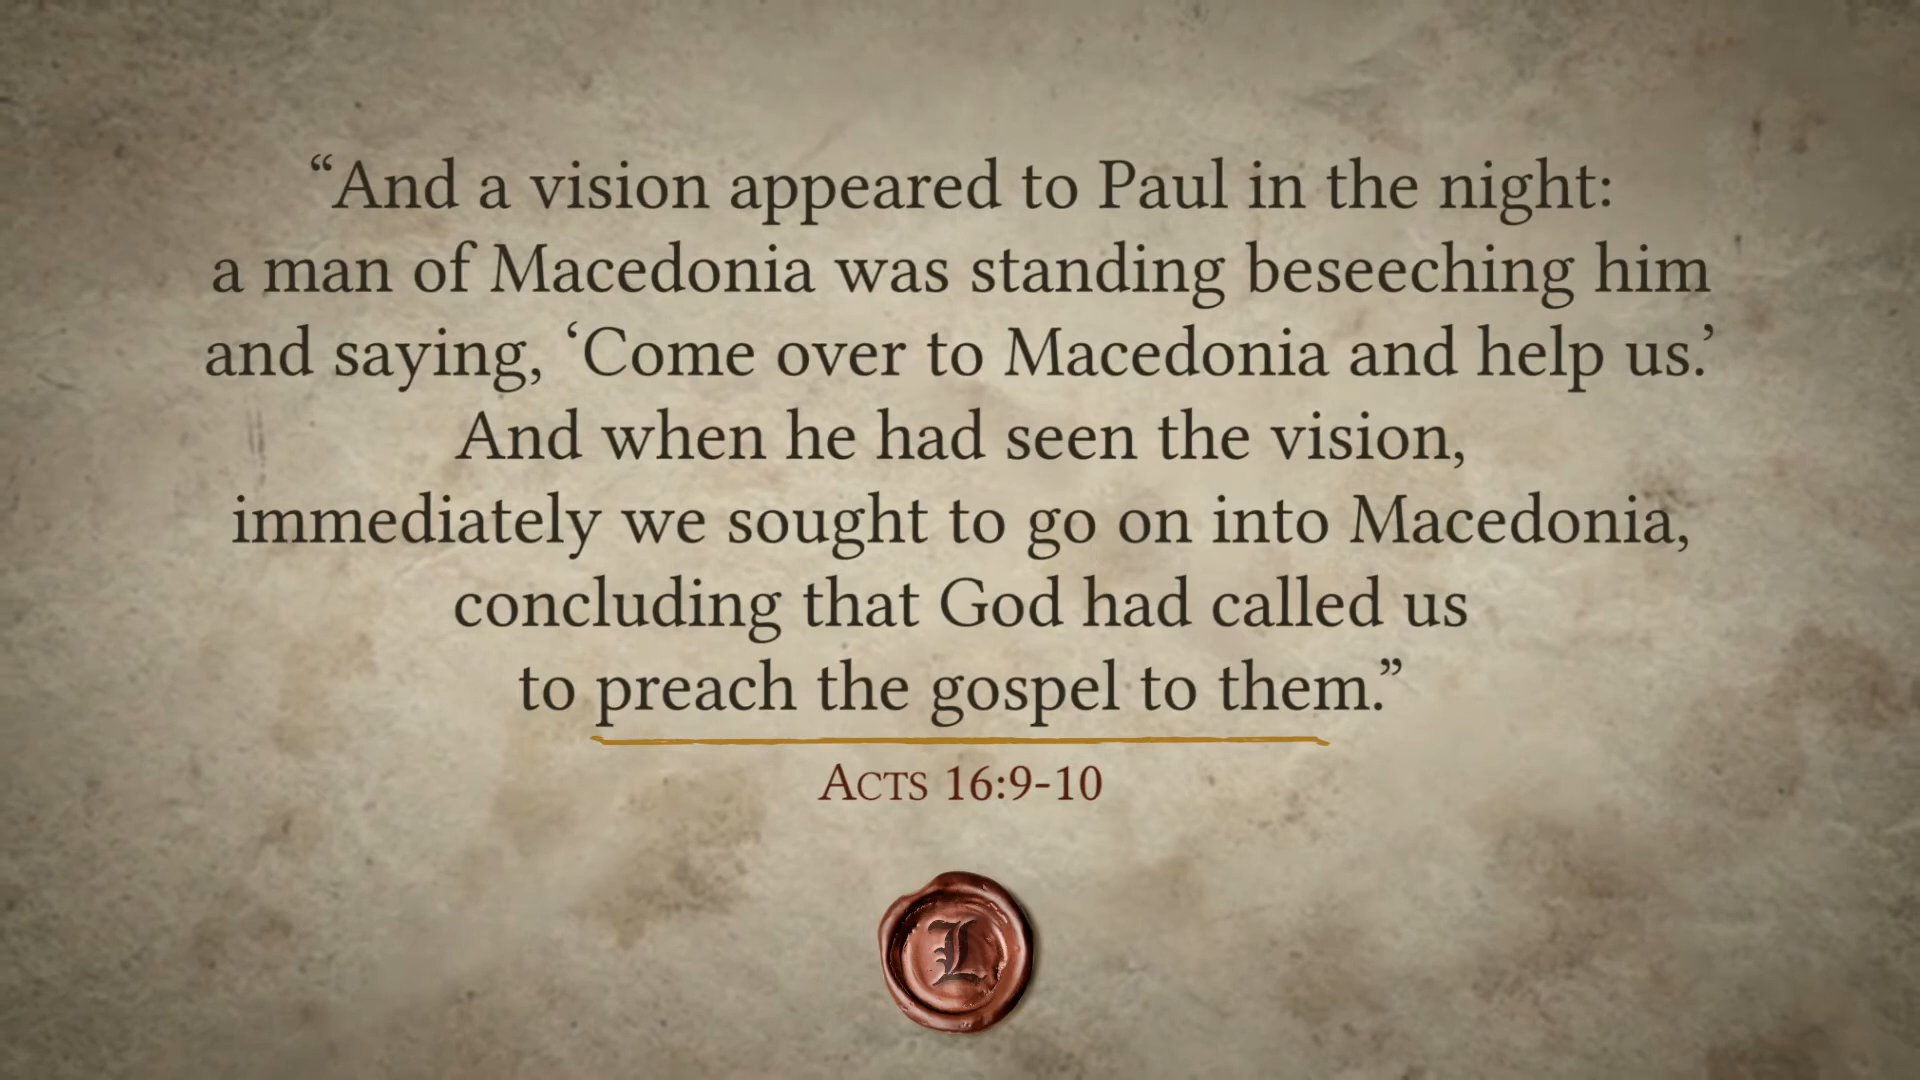 “And a vision appeared to Paul in the night:
a man of Macedonia was standing beseeching him
and saying, ‘Come over to Macedonia and help us.’
And when he had seen the vision,
immediately we sought to go on into Macedonia,
concluding that God had called us
to preach the gospel to them.”
ACTS 16:9-10
L